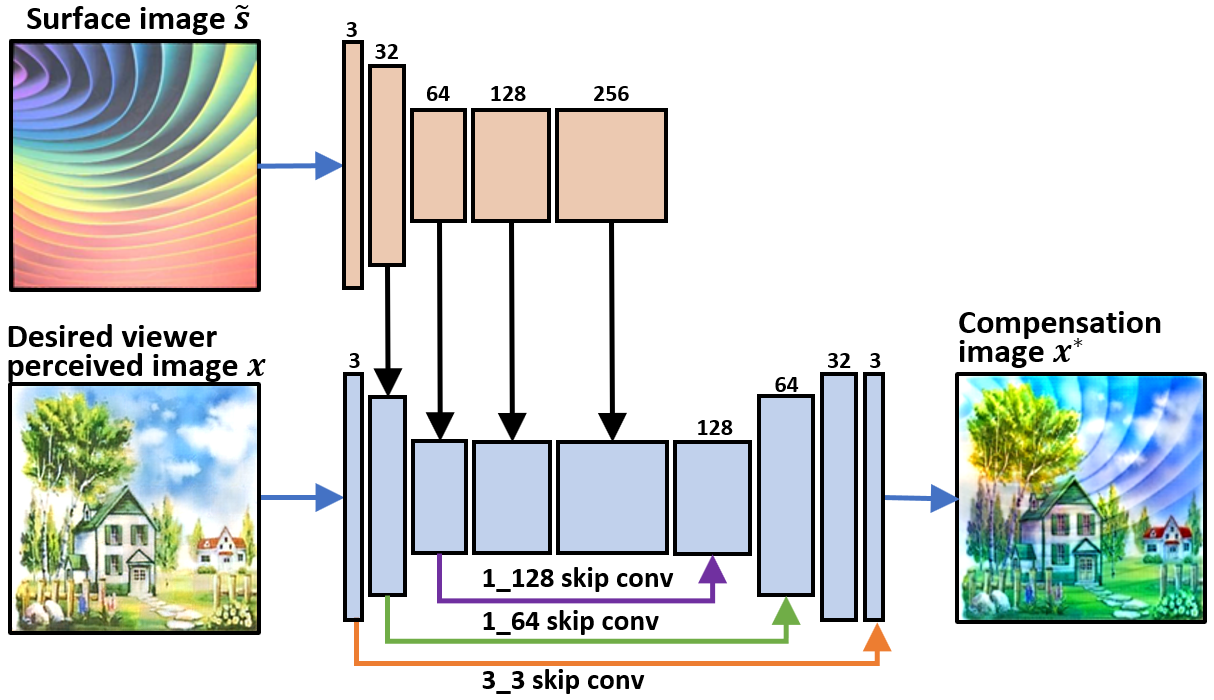 Surface image s̃
3
32
64
128
256
Desired viewer
perceived image x
3
128
64
32
3
Compensation
image x*
1_128 skip conv
1_64 skip conv
3_3 skip conv